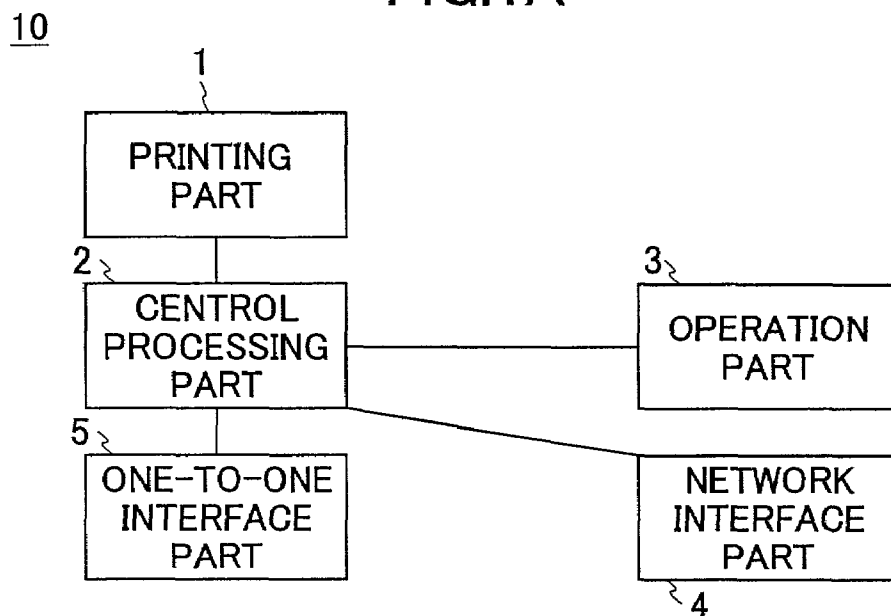 10
1
PRINTING
PART
2
CENTROL
PROCESSING
PART
3
OPERATION
PART
5
ONE-TO-ONE
INTERFACE
PART
NETWORK
INTERFACE
PART
4